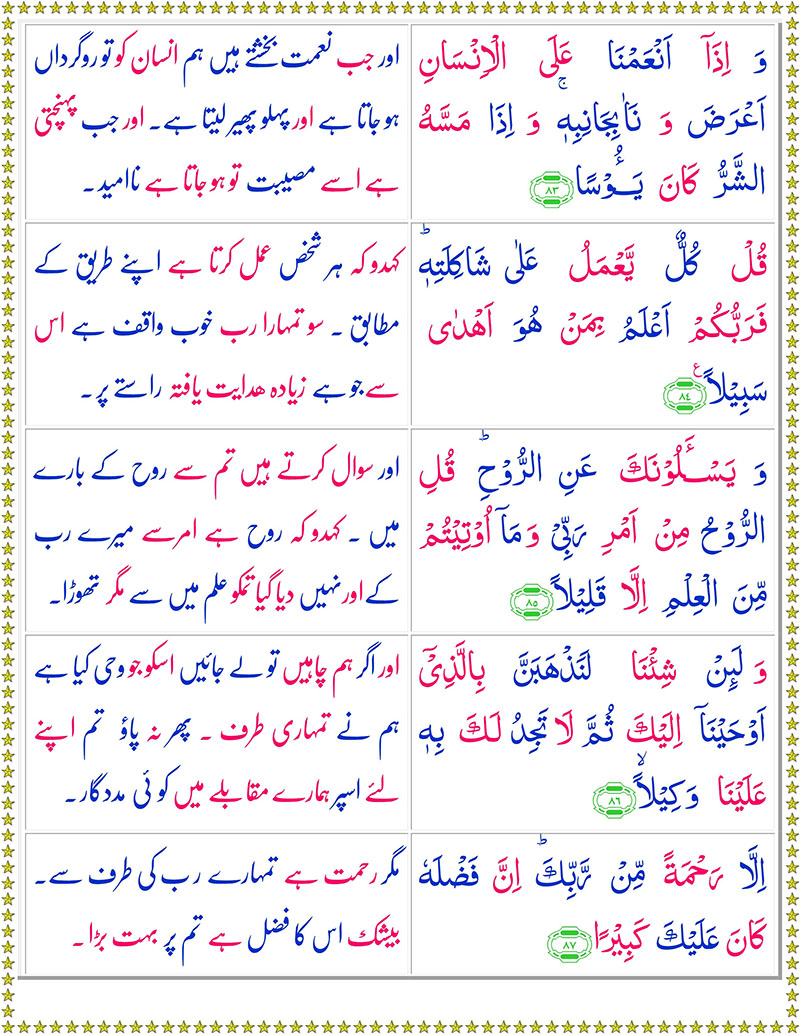 وَ اِذَاۤ اَنْعَمْنَا عَلَى الْاِنْسَانِ
اَعْرَضَ وَ نَاٰ بِجَانِبِهٖ ۚ وَ اِذَا مَسَّهُ
الشَّرُّ كَانَ يَـُٔوْسًا ﴿٨٣﴾
اور جب نعمت بخشتے ہیں ہم انسان کو تو روگرداں
ہو جاتا ہے اور پہلو پھیر لیتا ہے۔ اور جب پہنچتی
ہے اسے مصیبت تو ہو جاتا ہے ناامید۔
قُلْ كُلٌّ يَّعْمَلُ عَلٰى شَاكِلَتِهٖ ؕ
فَرَبُّكُمْ اَعْلَمُ بِمَنْ هُوَ اَهْدٰى
سَبِيْلًا ﴿٨٤﴾ ع
کہدو کہ ہر شخص عمل کرتا ہے اپنے طریق کے
مطابق ۔ سو تمہارا رب خوب واقف ہے اس
سے جو ہے زیادہ ھدایت یافتہ راستے پر ۔
وَ يَسْـَٔلُوْنَكَ عَنِ الرُّوْحِ ؕ قُلِ
الرُّوْحُ مِنْ اَمْرِ رَبِّىْ وَ مَاۤ اُوْتِيْتُمْ
مِّنَ الْعِلْمِ اِلَّا قَلِيْلًا ﴿٨٥﴾
اور سوال کرتے ہیں تم سے روح کے بارے
میں ۔ کہدو کہ روح ہے امر سے میرے رب
کے اور نہیں دیا گیا تمکو علم میں سے مگر تھوڑا۔
وَ لَىِٕنْ شِئْنَا لَنَذْهَبَنَّ بِالَّذِىْۤ
اَوْحَيْنَاۤ اِلَيْكَ ثُمَّ لَا تَجِدُ لَكَ بِهٖ
عَلَيْنَا وَكِيْلًا ۙ ﴿٨٦﴾
اور اگر ہم چاہیں تو لے جائیں اسکو جو وحی کیا ہے
ہم نے تمہاری طرف ۔ پھر نہ پاؤ تم اپنے
لئے اسپر ہمارے مقابلے میں کوئی مددگار ۔
اِلَّا رَحْمَةً مِّنْ رَّبِّكَ ؕ اِنَّ فَضْلَهٗ
كَانَ عَلَيْكَ كَبِيْرًا ﴿٨٧﴾
مگر رحمت ہے تمہارے رب کی طرف سے۔
بیشک اس کا فضل ہے تم پر بہت بڑا ۔